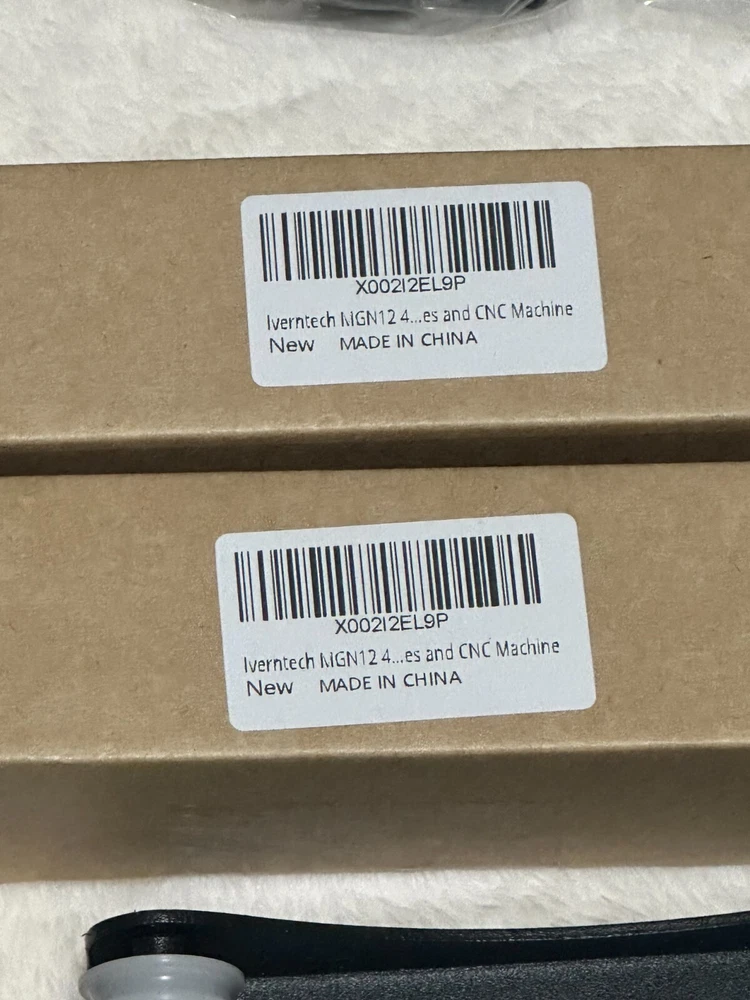 X002I2EL9P
Iverntech MGN12 4...es and CNC Machine
New MADE IN CHINA
X002I2EL9P
Iverntech MGN12 4...es and CNC Machine
New MADE IN CHINA